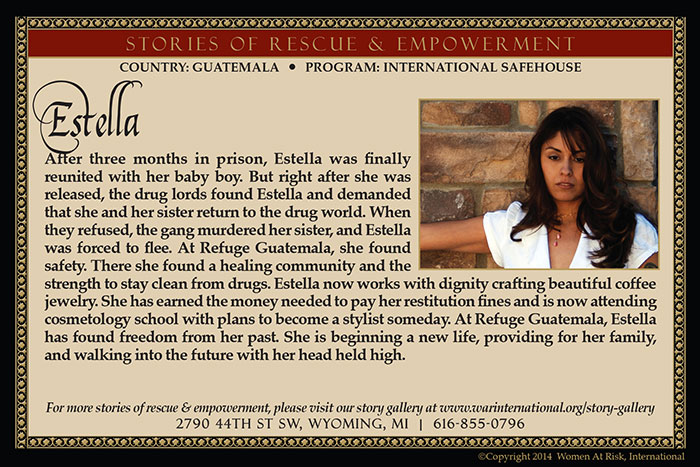 STORIES OF RESCUE & EMPOWERMENT
COUNTRY: GUATEMALA • PROGRAM: INTERNATIONAL SAFEHOUSE
Estella
After three months in prison, Estella was finally
reunited with her baby boy. But right after she was
released, the drug lords found Estella and demanded
that she and her sister return to the drug world. When
they refused, the gang murdered her sister, and Estella
was forced to flee. At Refuge Guatemala, she found
safety. There she found a healing community and the
strength to stay clean from drugs. Estella now works with dignity crafting beautiful coffee
jewelry. She has earned the money needed to pay her restitution fines and is now attending
cosmetology school with plans to become a stylist someday. At Refuge Guatemala, Estella
has found freedom from her past. She is beginning a new life, providing for her family,
and walking into the future with her head held high.
For more stories of rescue & empowerment, please visit our story gallery at www.warinternational.org/story-gallery
2790 44TH ST SW, WYOMING, MI | 616-855-0796
©Copyright 2014 Women At Risk, International